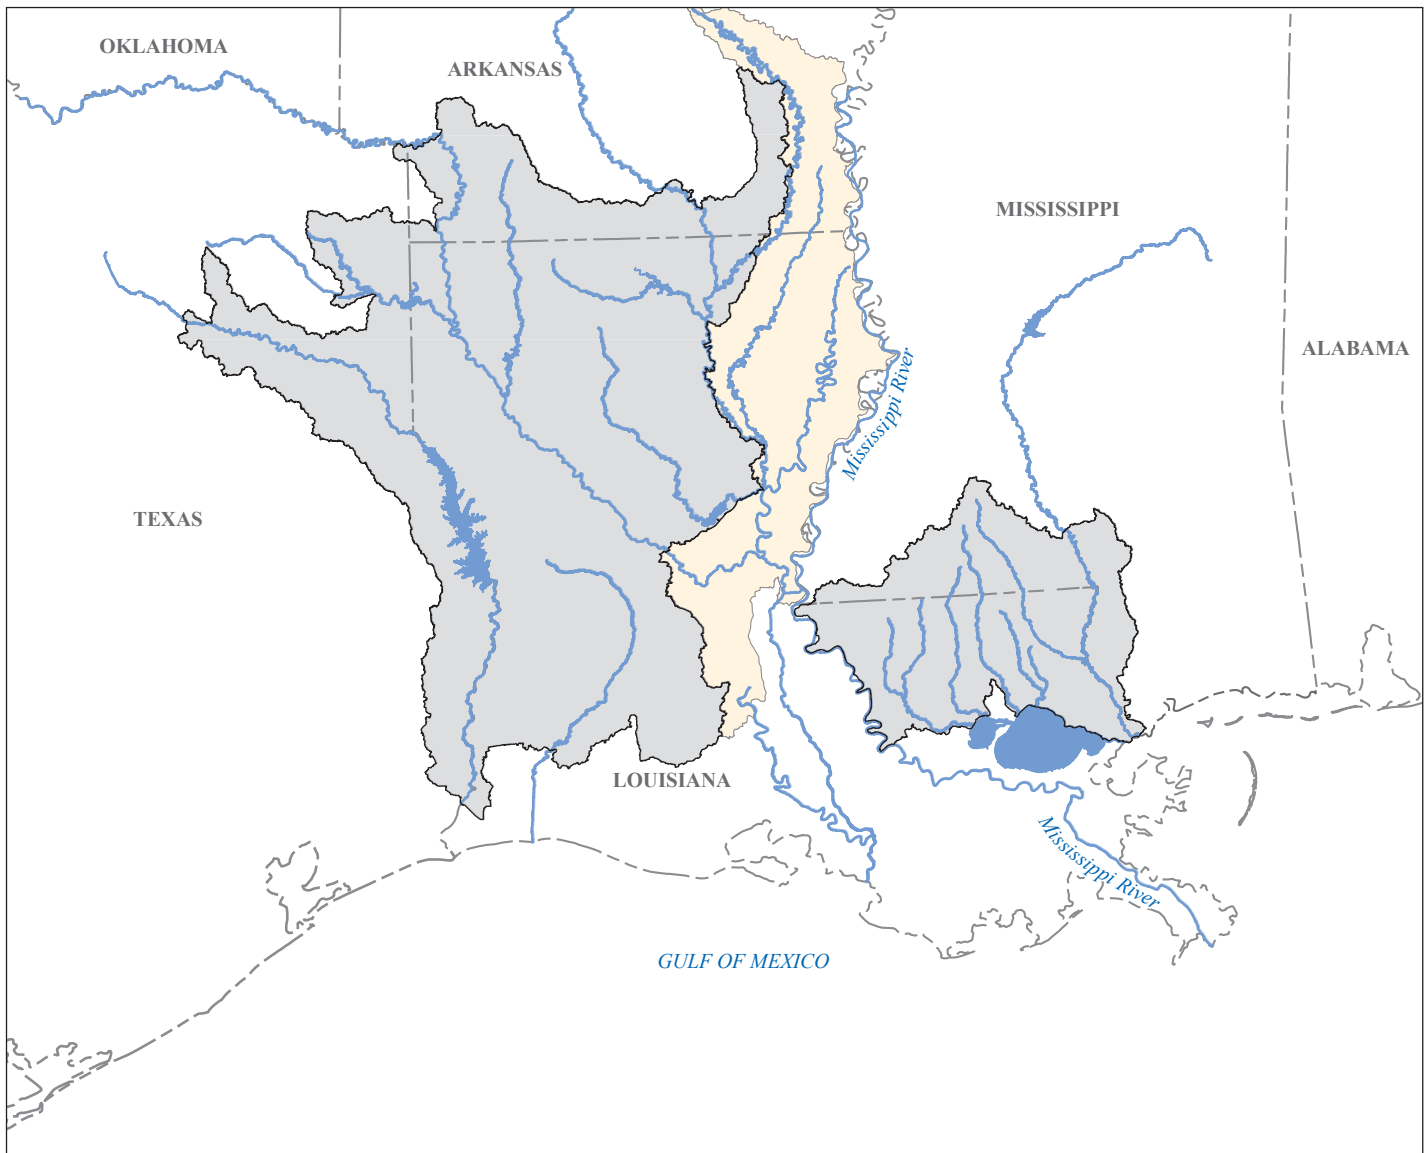 OKLAHOMA
ARKANSAS
MISSISSIPPI
ALABAMA
Mississippi River
TEXAS
LOUISIANA
Mississippi River
GULF OF MEXICO